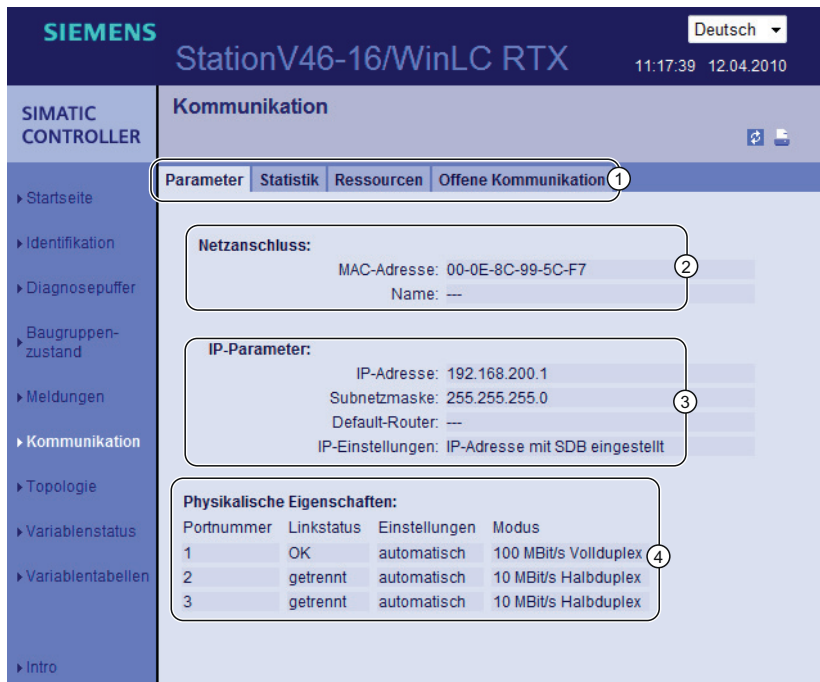 SIEMENS
Deutsch
StationV46-16/WinLC RTX
11:17:39 12.04.2010
SIMATIC
CONTROLLER
Kommunikation
Parameter Statistik Ressourcen Offene Kommunikation 1
Startseite
Identifikation
Diagnosepuffer
Baugruppen-
zustand
Meldungen
Kommunikation
Topologie
Variablenstatus
Variablentabellen
Intro
Netzanschluss:
MAC-Adresse: 00-0E-8C-99-5C-F7
2
Name: ---
IP-Parameter:
IP-Adresse: 192.168.200.1
Subnetzmaske: 255.255.255.0
3
Default-Router: ---
IP-Einstellungen: IP-Adresse mit SDB eingestellt
Physikalische Eigenschaften:
Portnummer Linkstatus Einstellungen Modus
1 OK automatisch 100 MBit/s Vollduplex
4
2 getrennt automatisch 10 MBit/s Halbduplex
3 getrennt automatisch 10 MBit/s Halbduplex